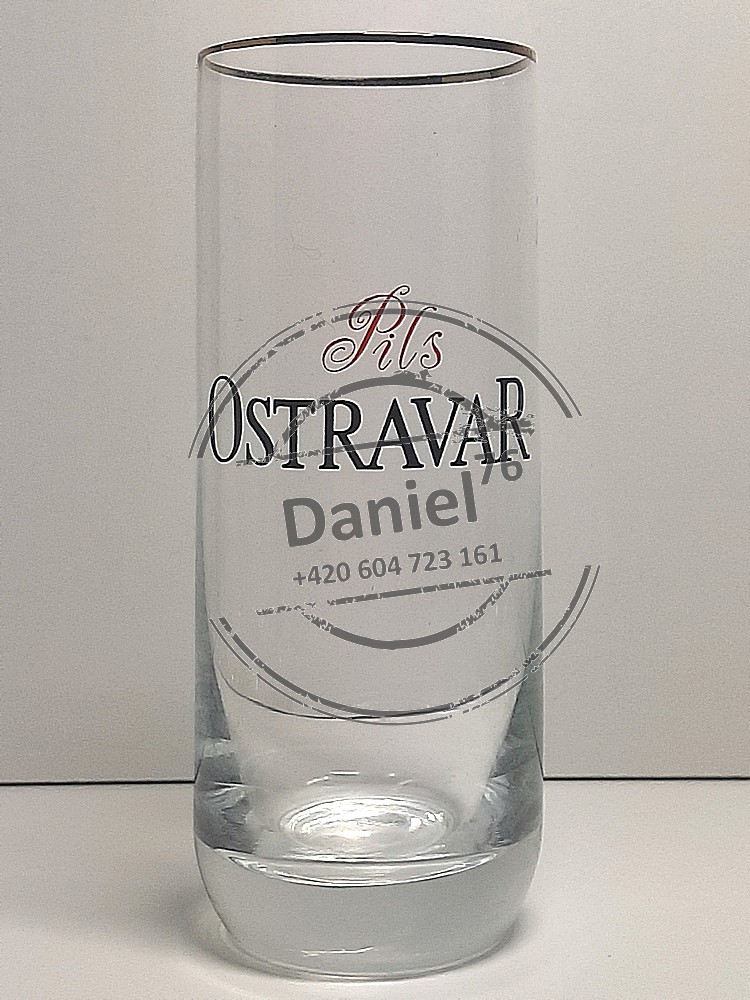 Pils
OSTRAVAR
Daniel76
+420 604 723 161